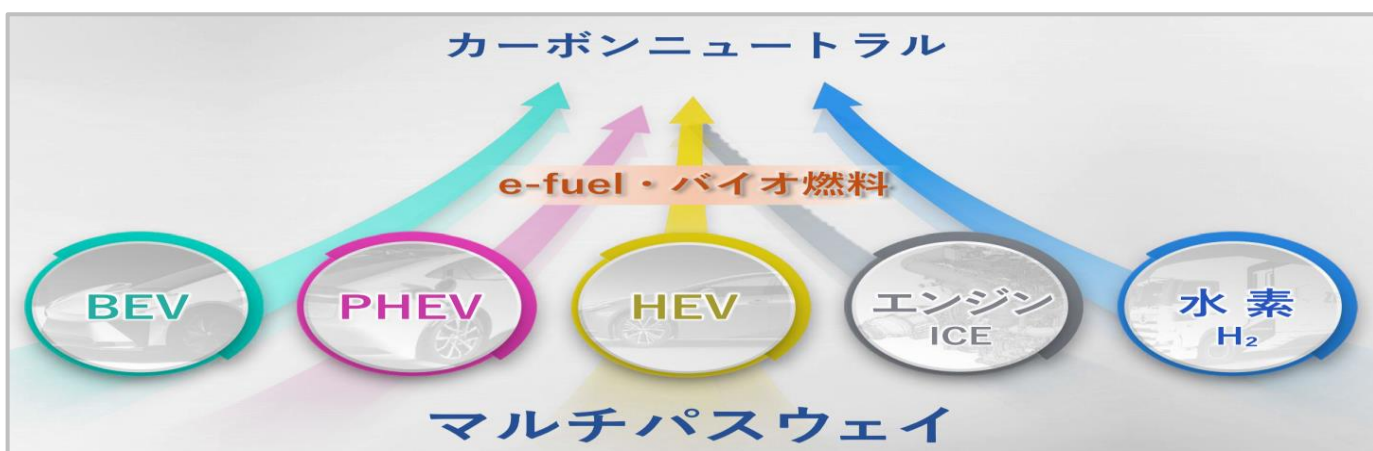 カーボンニュートラル
e-fuel・バイオ燃料
BEV
PHEV
HEV
エンジン
ICE
水素
H₂
マルチパスウェイ